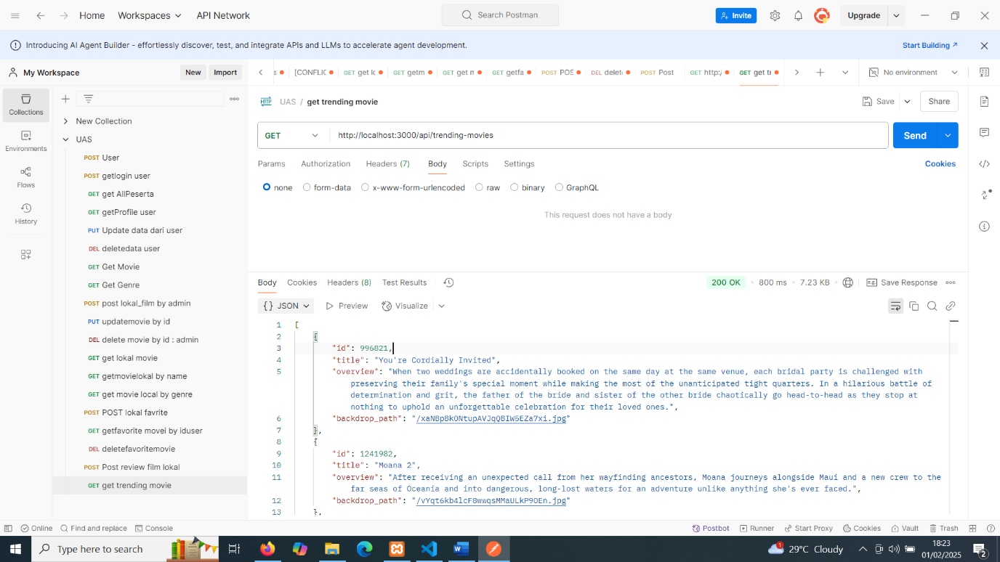 Home
Workspaces
API Network
Search Postman
Invite
Upgrade
Introducing AI Agent Builder - effortlessly discover, test, and integrate APIs and LLMs to accelerate agent development.
Start Building
My Workspace
New
Import
[CONFLIC
GET get l
GET getm
GET get m
GET getfa
POST POS
DEL delet
POST Post
GET http:/
GET get tr
No environment
Collections
Environments
Flows
History
New Collection
UAS
POST User
POST getlogin user
GET get AllPeserta
GET getProfile user
PUT Update data dari user
DEL deletedata user
GET Get Movie
GET Get Genre
POST post lokal_film by admin
PUT updatemovie by id
DEL delete movie by id : admin
GET get lokal movie
GET getmovielokal by name
GET get movie local by genre
POST POST lokal favrite
GET getfavorite movei by iduser
DEL deletefavoritemovie
POST Post review film lokal
GET get trending movie
HTTP
UAS / get trending movie
Save
Share
GET
http://localhost:3000/api/trending-movies
Send
Params
Authorization
Headers (7)
Body
Scripts
Settings
Cookies
none
form-data
x-www-form-urlencoded
raw
binary
GraphQL
This request does not have a body
Body
Cookies
Headers (8)
Test Results
200 OK
800 ms
7.23 KB
e.g.
Save Response
{} JSON
Preview
Visualize
1 [
2 {
3 "id": 996821,
4 "title": "You're Cordially Invited",
5 "overview": "When two weddings are accidentally booked on the same day at the same venue, each bridal party is challenged with
preserving their family's special moment while making the most of the unanticipated tight quarters. In a hilarious battle of
determination and grit, the father of the bride and sister of the other bride chaotically go head-to-head as they stop at
nothing to uphold an unforgettable celebration for their loved ones.",
6 "backdrop_path": "/xaNBpBkONtupAVJqQBIW5EZa7xi.jpg"
7 },
8 {
9 "id": 1241982,
10 "title": "Moana 2",
11 "overview": "After receiving an unexpected call from her wayfinding ancestors, Moana journeys alongside Maui and a new crew to the
far seas of Oceania and into dangerous, long-lost waters for an adventure unlike anything she's ever faced.",
12 "backdrop_path": "/vYqt6kb4lcF8wwqsMMaULkP9OEn.jpg"
13 },
Online
Find and replace
Console
Postbot
Runner
Start Proxy
Cookies
Vault
Trash
Type here to search
1
29°C Cloudy
18:23
01/02/2025
2